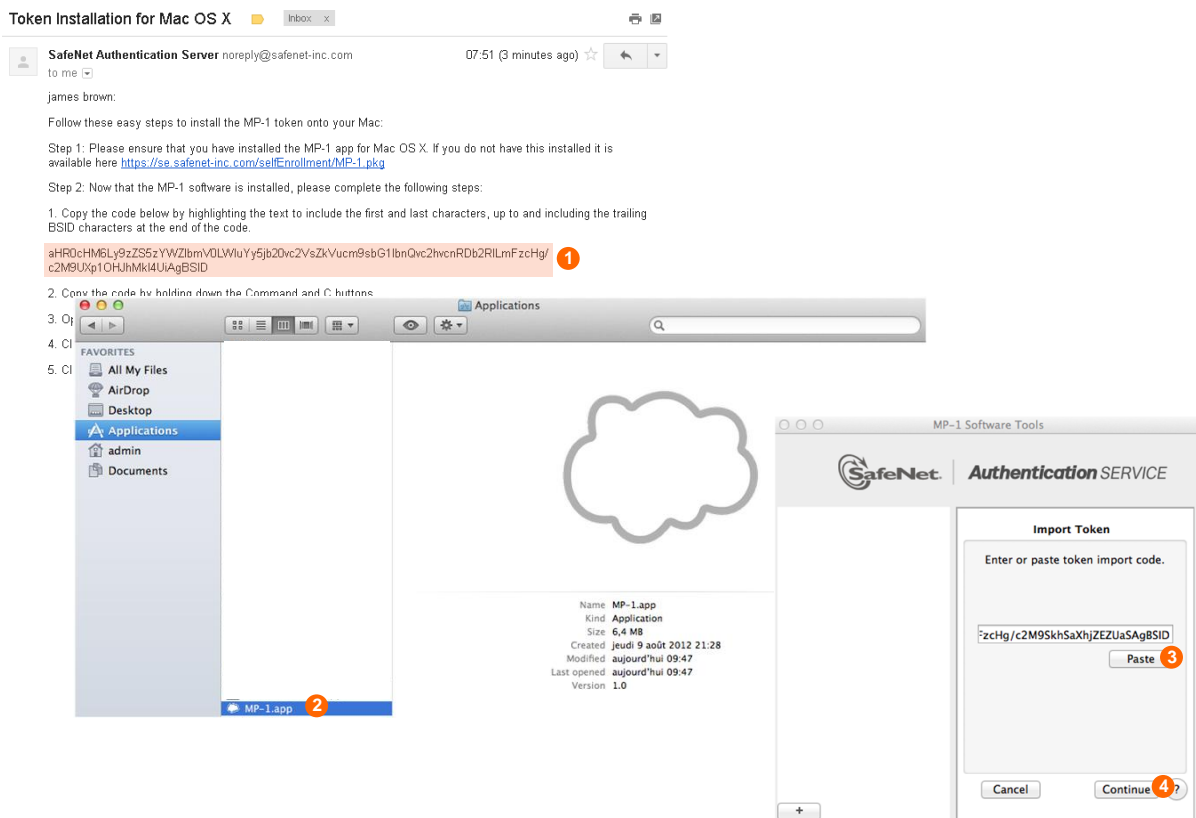 Token Installation for Mac OS X
Inbox x
SafeNet Authentication Server noreply@safenet-inc.com
07:51 (3 minutes ago)
to me
james brown:
Follow these easy steps to install the MP-1 token onto your Mac:
Step 1: Please ensure that you have installed the MP-1 app for Mac OS X. If you do not have this installed it is
available here https://se.safenet-inc.com/selfEnrollment/MP-1.pkg
Step 2: Now that the MP-1 software is installed, please complete the following steps:
1. Copy the code below by highlighting the text to include the first and last characters, up to and including the trailing
BSID characters at the end of the code.
aHR0cHM6Ly9zZS5zYWZlbmV0LWluYy5jb20vc2VsZkVucm9sbG1lbnQvc2hvcnRDb2RlLmFzcHg/
c2M9UXp1OHJhMkl4UiAgBSID
1
2. Copy the code by holding down the Command and C buttons
3. Op
4. Cl
5. Cl
Applications
FAVORITES
All My Files
AirDrop
Desktop
Applications
admin
Documents
MP-1.app
2
Name MP-1.app
Kind Application
Size 6,4 MB
Created jeudi 9 août 2012 21:28
Modified aujourd'hui 09:47
Last opened aujourd'hui 09:47
Version 1.0
MP-1 Software Tools
SafeNet.
Authentication SERVICE
Import Token
Enter or paste token import code.
FzcHg/c2M9SkhSaXhjZEZUaSAgBSID
Paste
3
Cancel
Continue
4
?
+